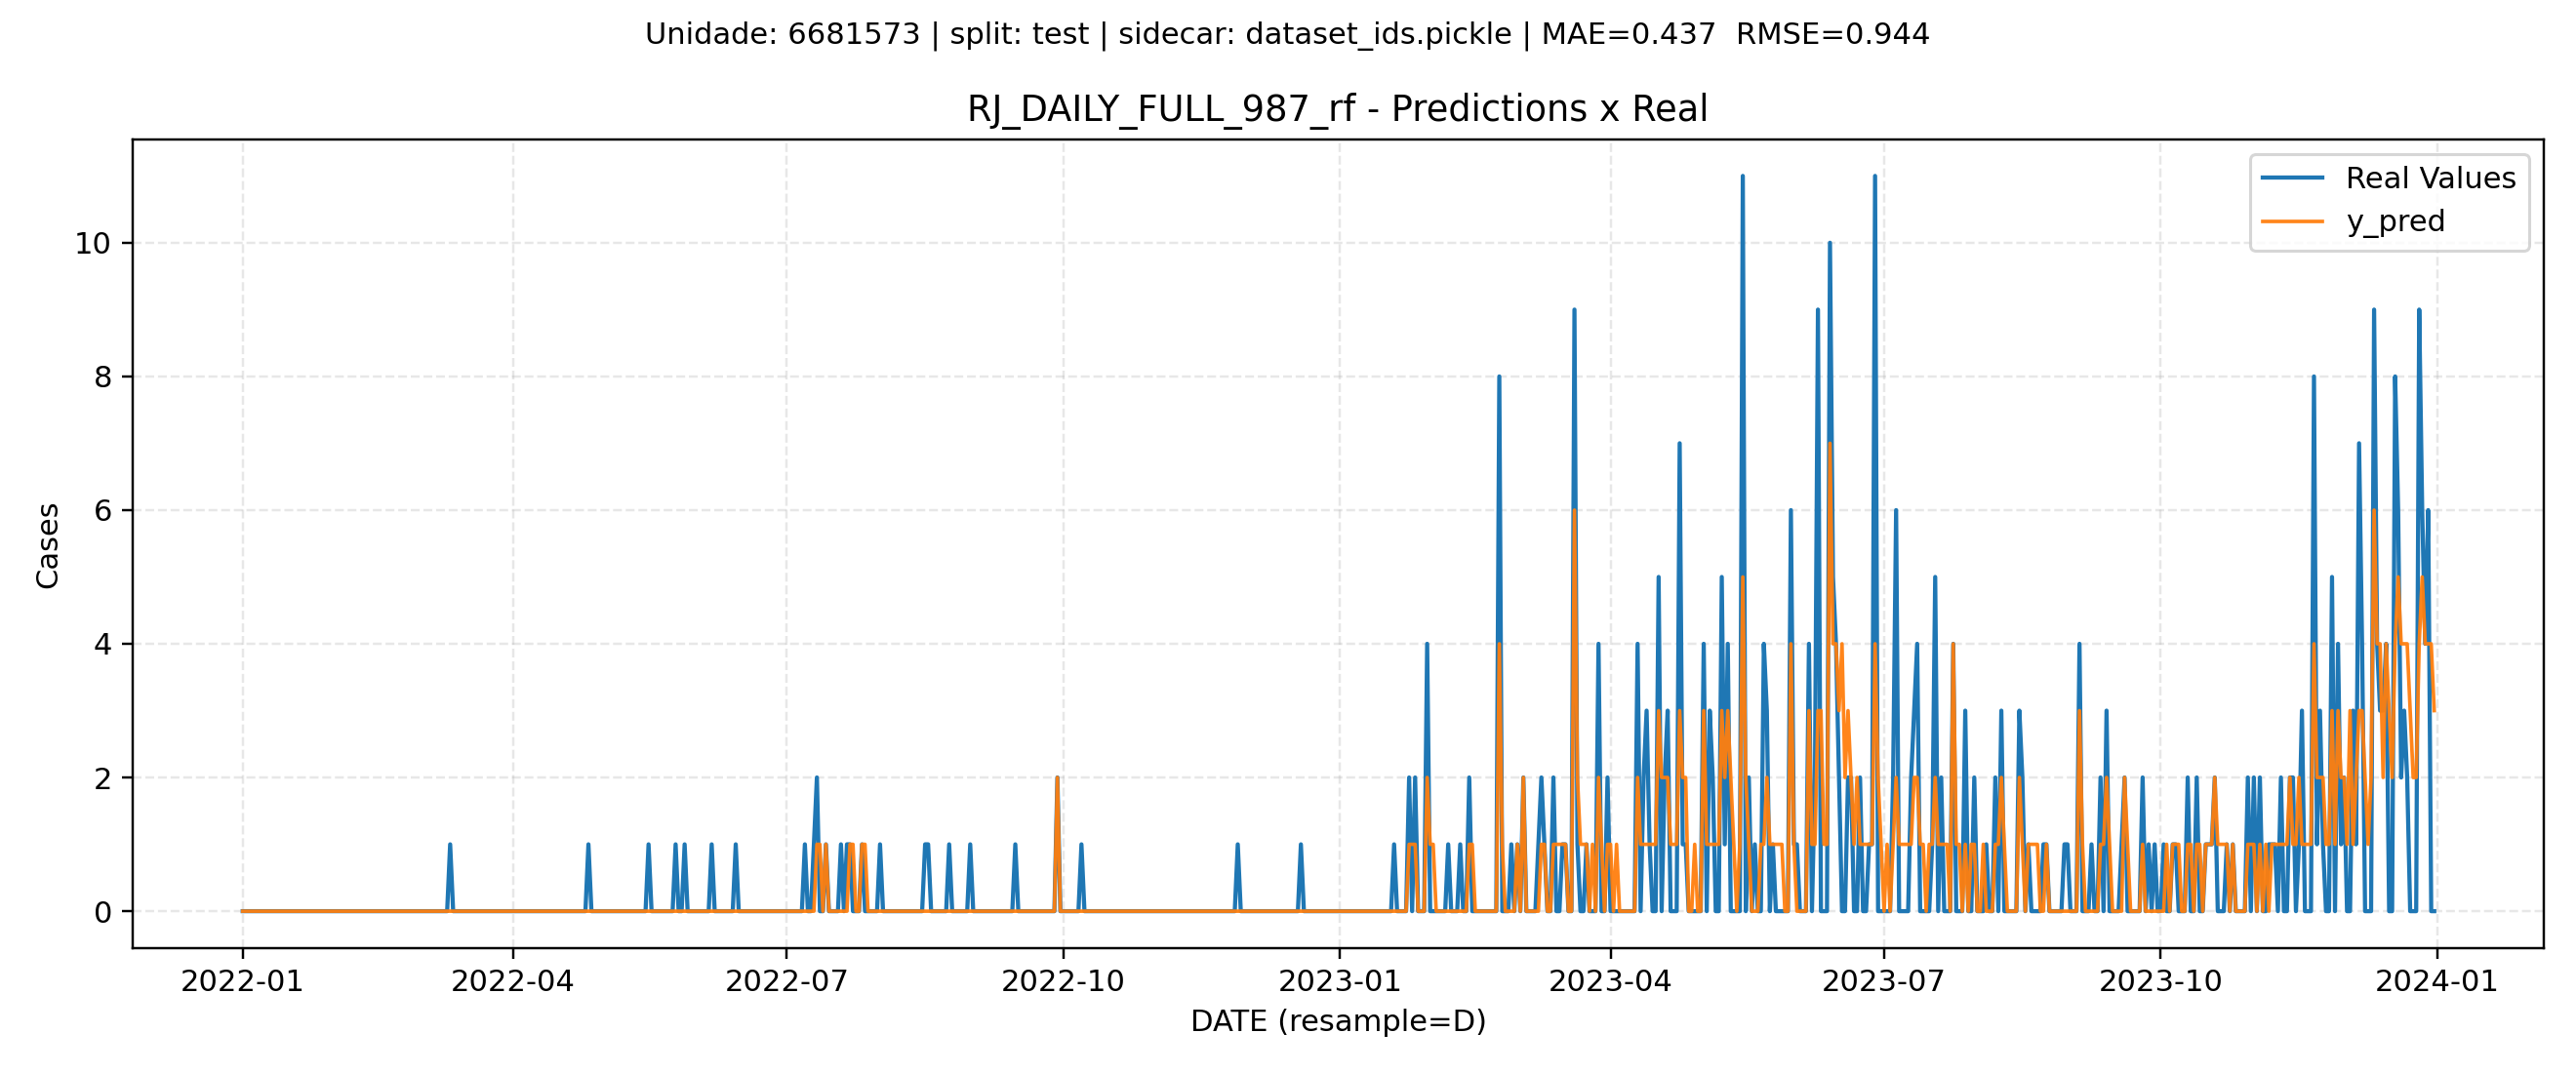 Unidade: 6681573 | split: test | sidecar: dataset_ids.pickle | MAE=0.437  RMSE=0.944
RJ_DAILY_FULL_987_rf - Predictions x Real
Real Values
y_pred
Cases
10
8
6
4
2
0
2022-01
2022-04
2022-07
2022-10
2023-01
2023-04
2023-07
2023-10
2024-01
DATE (resample=D)